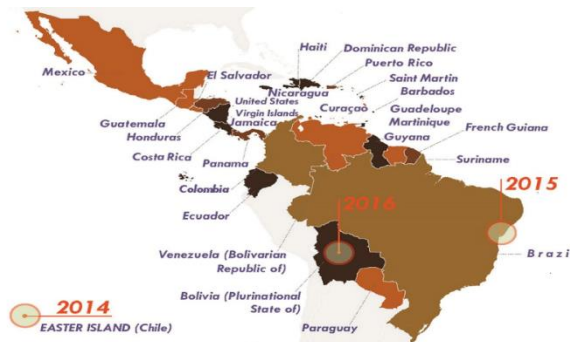 Haiti
Dominican Republic
Puerto Rico
Mexico
El Salvador
Saint Martin
Nicaragua
Barbados
United States
Virgin Islands
Curaçao
Guadeloupe
Guatemala
Jamaica
Martinique
Honduras
Guyana
French Guiana
Costa Rica
Panama
Suriname
Colombia
2015
Ecuador
2016
Venezuela (Bolivarian
Republic of)
Brazi
Bolivia (Plurinational
State of)
2014
EASTER ISLAND (Chile)
Paraguay